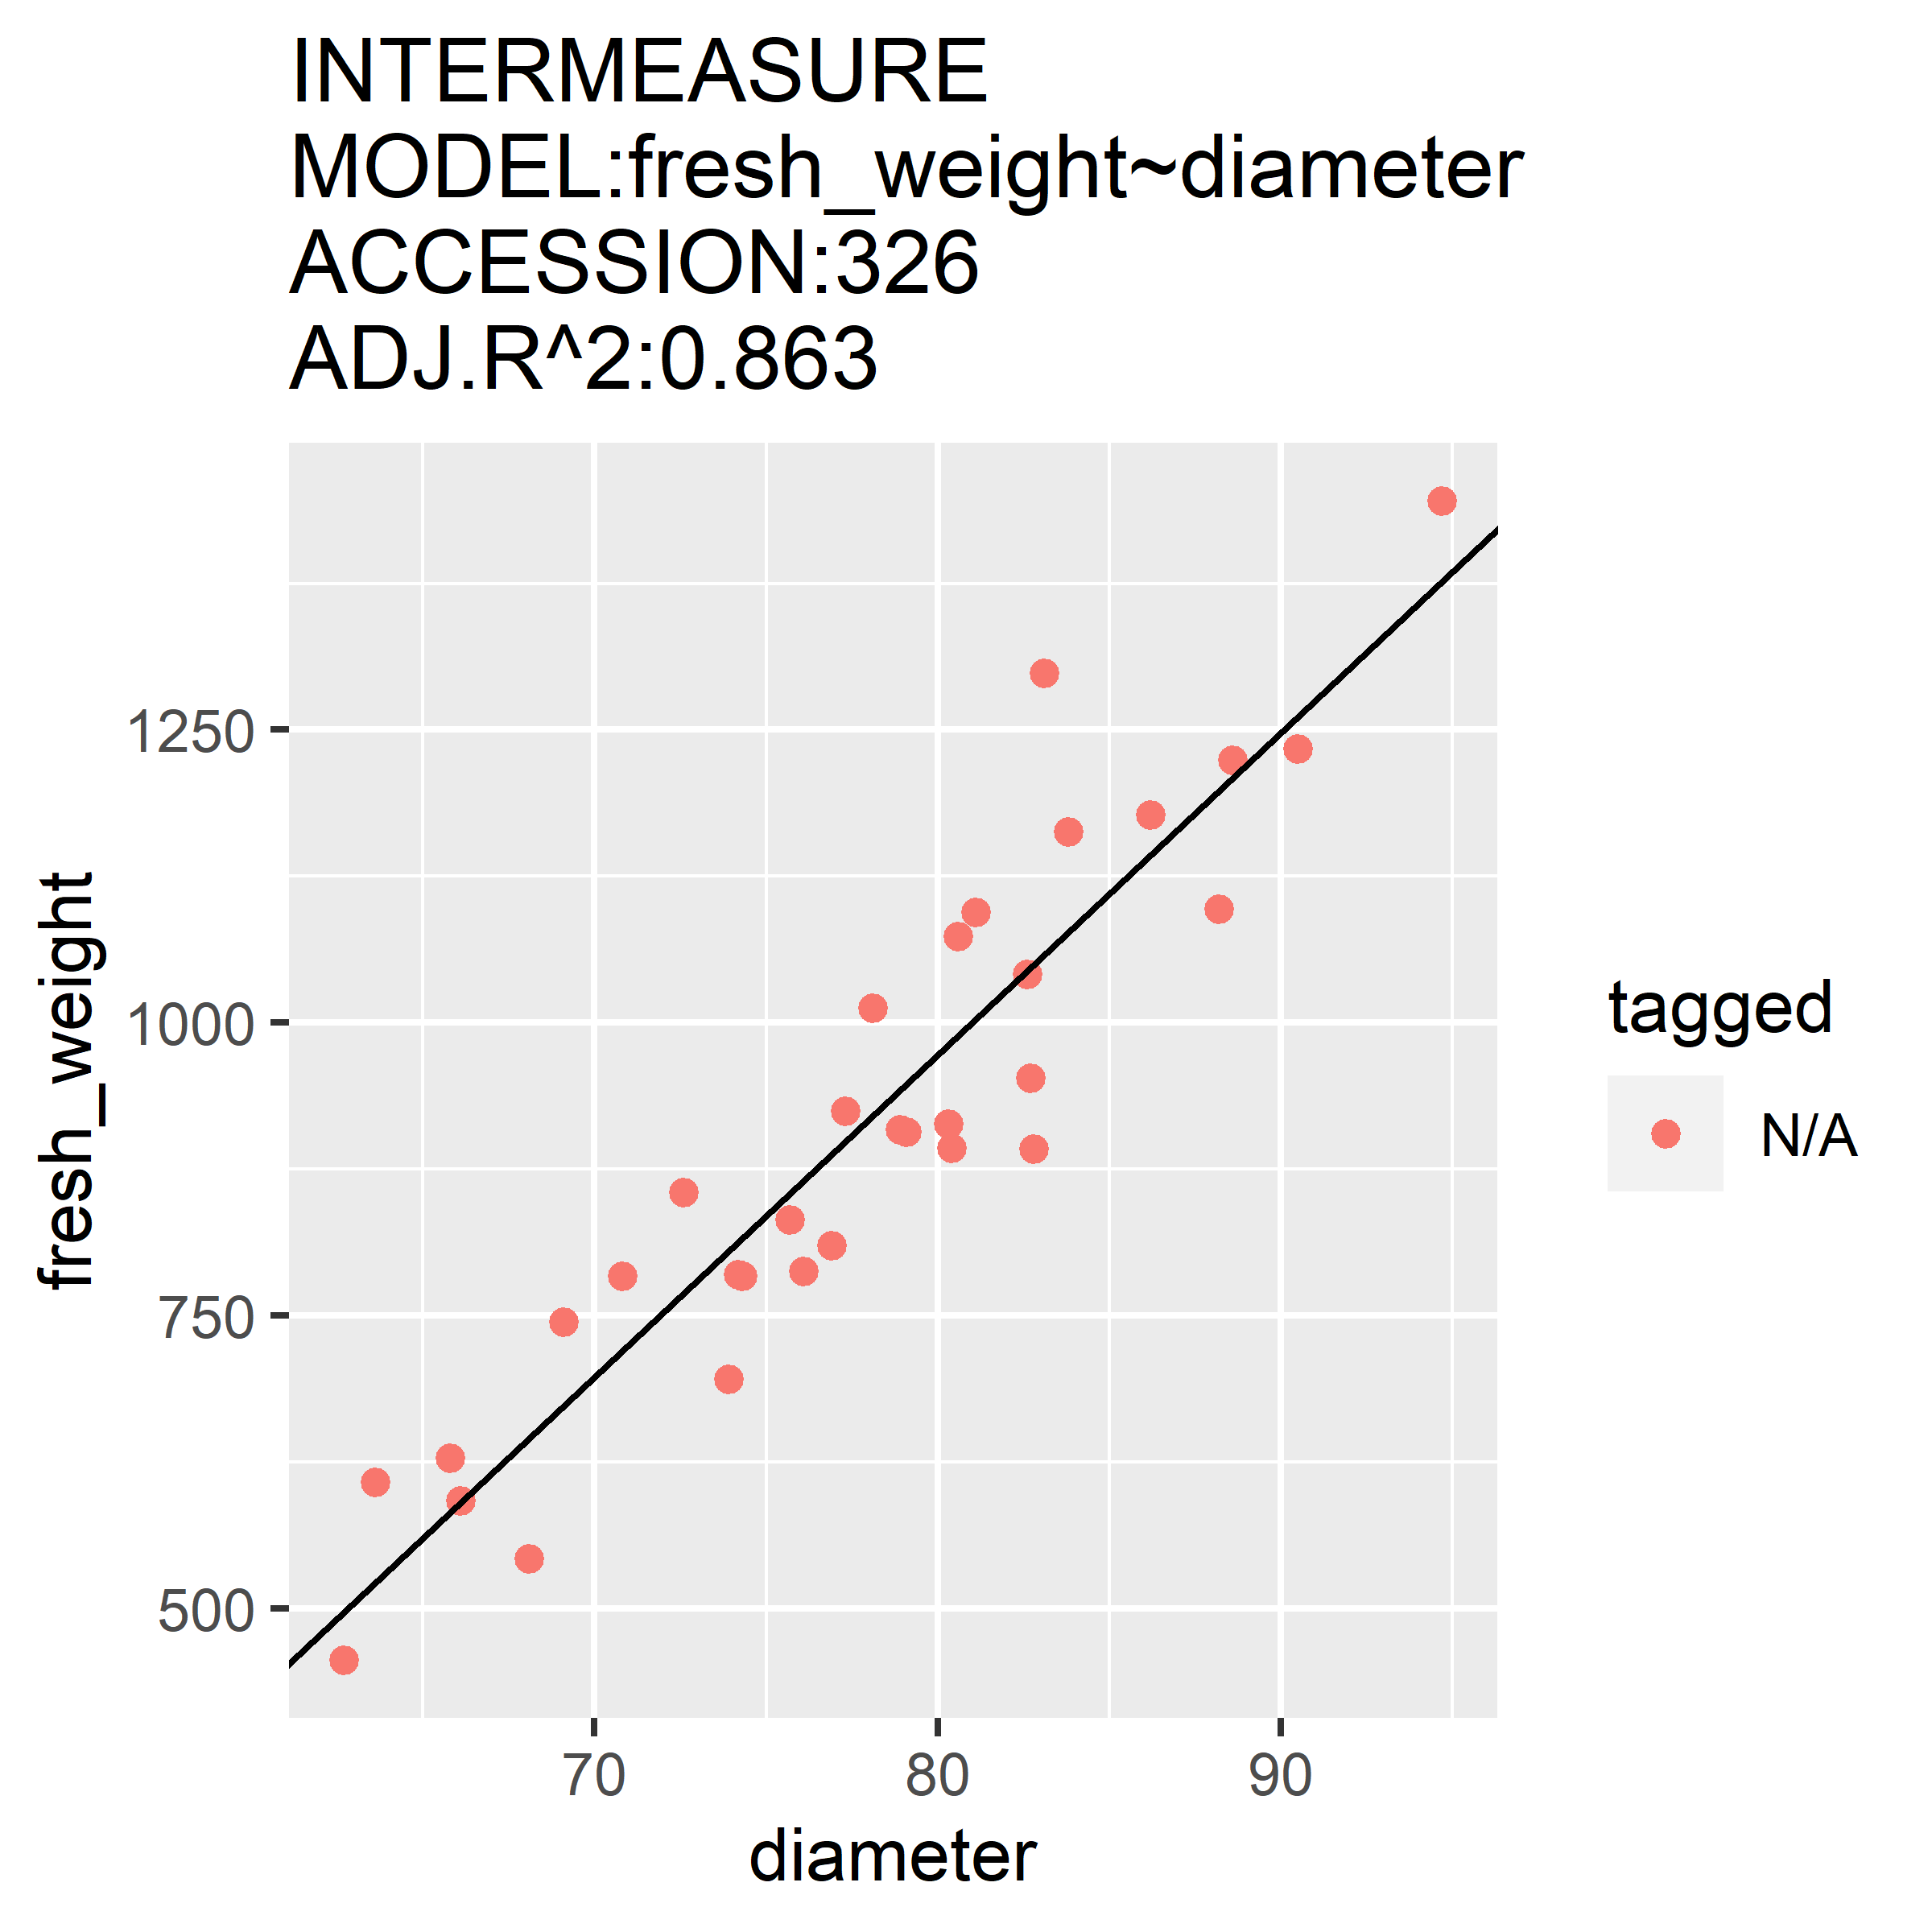 INTERMEASURE
MODEL:fresh_weight~diameter
ACCESSION:326
ADJ.R^2:0.863
1250
1000
750
500
fresh_weight
70 80 90
diameter
tagged
N/A